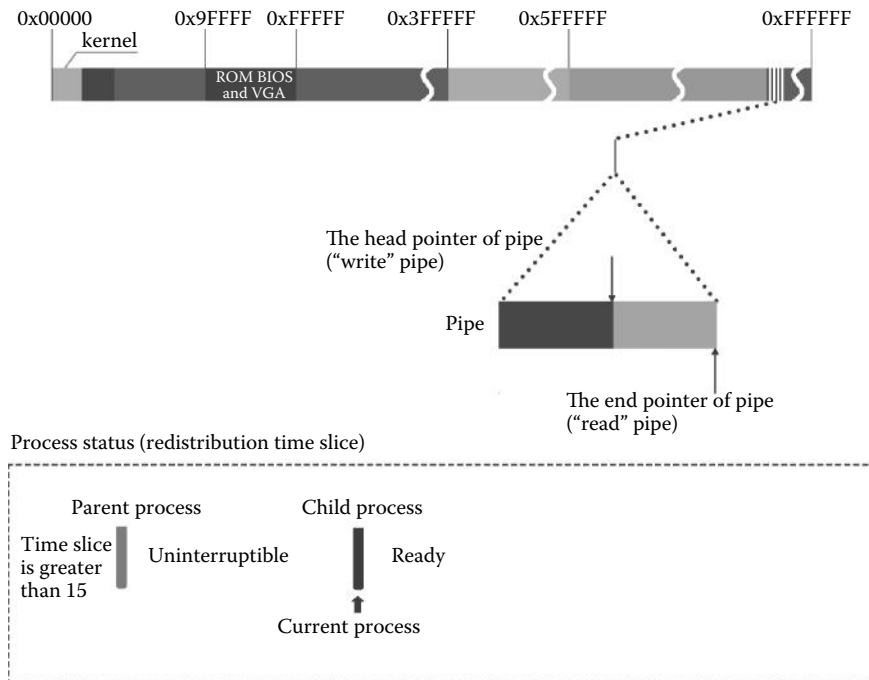 0x00000 0x9FFFF 0xFFFFF 0x3FFFFF 0x5FFFFF 0xFFFFFF
kernel
ROM BIOS
and VGA
The head pointer of pipe
(“write” pipe)
Pipe
The end pointer of pipe
(“read” pipe)
Process status (redistribution time slice)
Parent process Child process
Time slice
is greater
than 15
Uninterruptible Ready
Current process